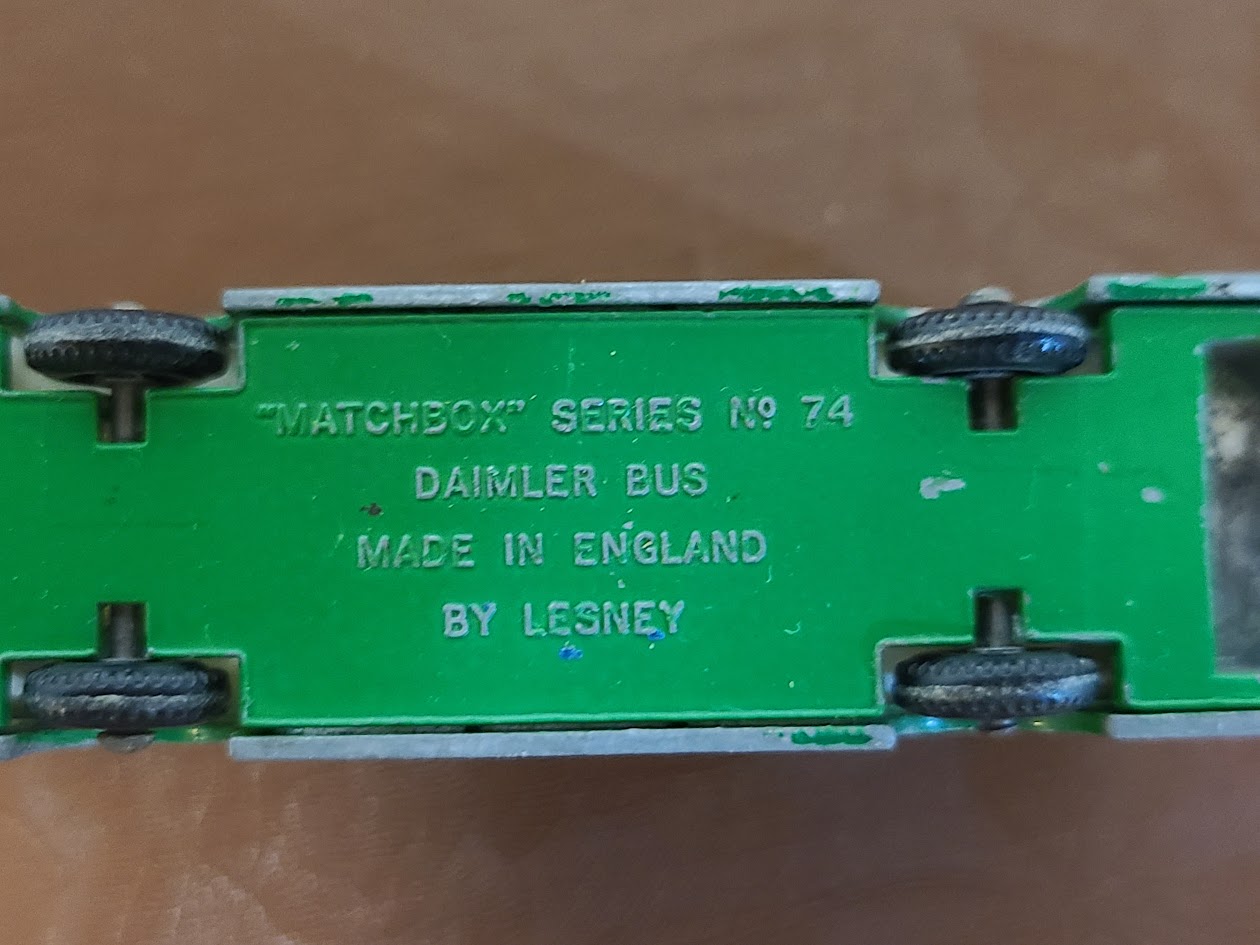 "MATCHBOX" SERIES Nº 74
DAIMLER BUS
MADE IN ENGLAND
BY LESNEY